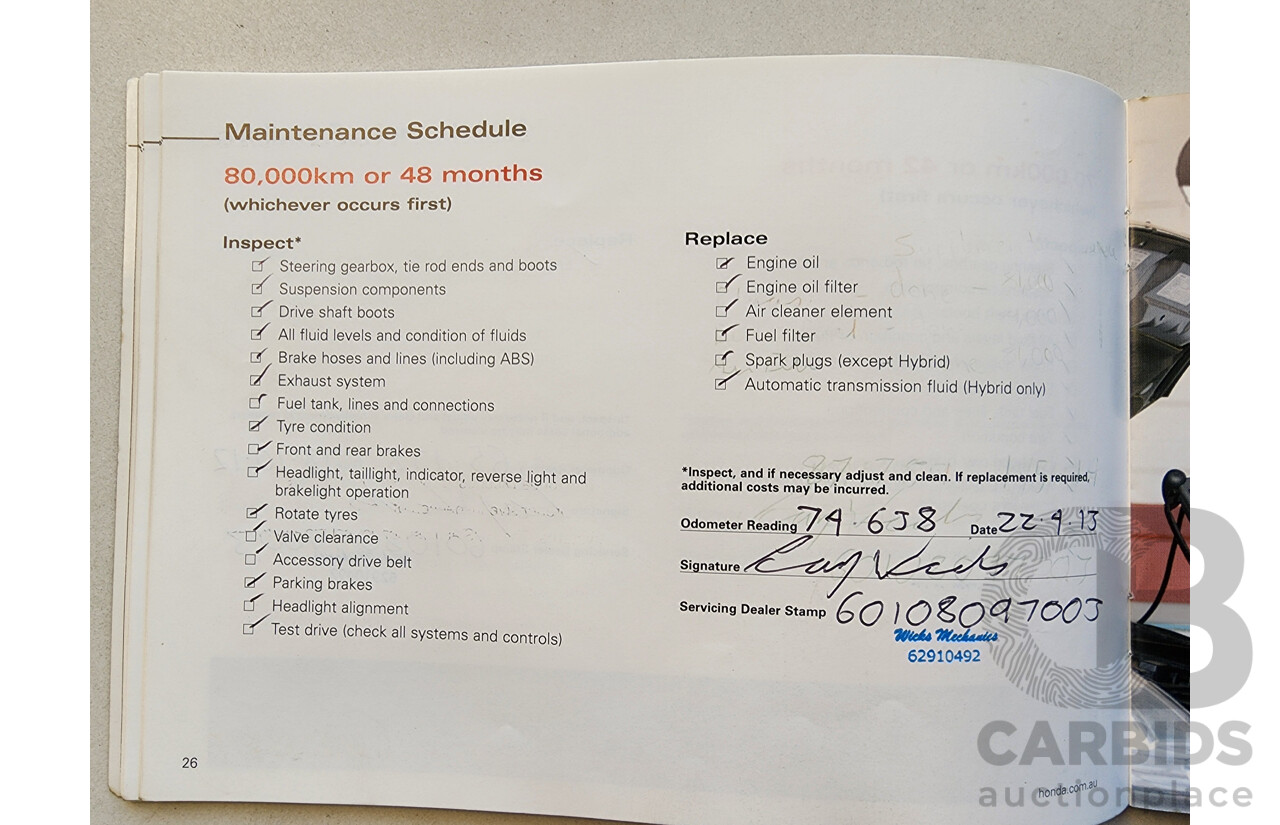 Maintenance Schedule
80,000km or 48 months
(whichever occurs first)
Inspect*
Steering gearbox, tie rod ends and boots
Suspension components
Drive shaft boots
All fluid levels and condition of fluids
Brake hoses and lines (including ABS)
Exhaust system
Fuel tank, lines and connections
Tyre condition
Front and rear brakes
Headlight, taillight, indicator, reverse light and
brakelight operation
Rotate tyres
Valve clearance
Accessory drive belt
Parking brakes
Headlight alignment
Test drive (check all systems and controls)
Replace
Engine oil
Engine oil filter
Air cleaner element
Fuel filter
Spark plugs (except Hybrid)
Automatic transmission fluid (Hybrid only)
*Inspect, and if necessary adjust and clean. If replacement is required,
additional costs may be incurred.
Odometer Reading 74.638 Date 22.4.13
Signature
Servicing Dealer Stamp 60108097003
Wicks Mechanics
62910492
26
honda.com.au
CARBIDS
auctionplace